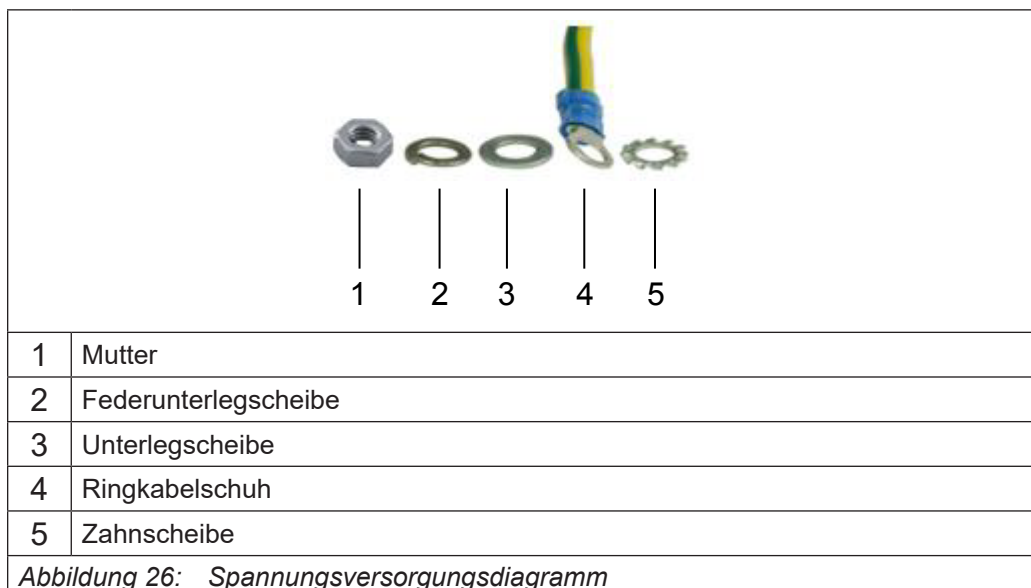 1 2 3 4 5
1 Mutter
2 Federunterlegscheibe
3 Unterlegscheibe
4 Ringkabelschuh
5 Zahnscheibe
Abbildung 26: Spannungsversorgungsdiagramm